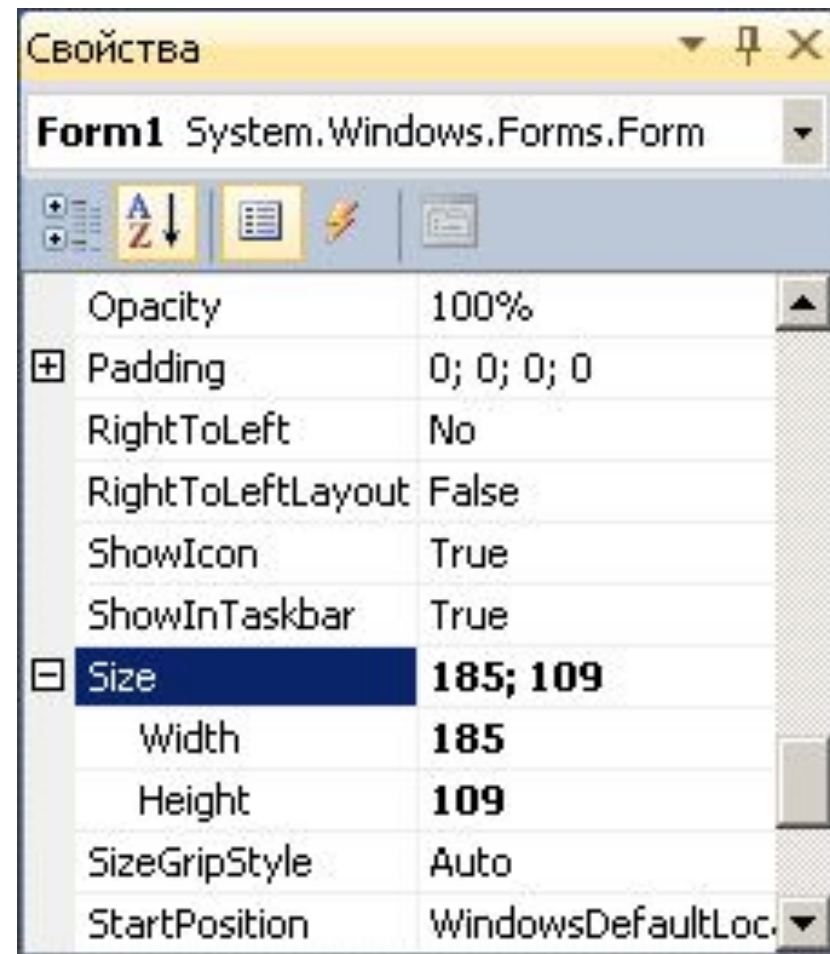 Свойства
Form1 System.Windows.Forms.Form
A
Z
Opacity 100%
Padding 0; 0; 0; 0
RightToLeft No
RightToLeftLayout False
ShowIcon True
ShowInTaskbar True
Size 185; 109
Width 185
Height 109
SizeGripStyle Auto
StartPosition WindowsDefaultLoc